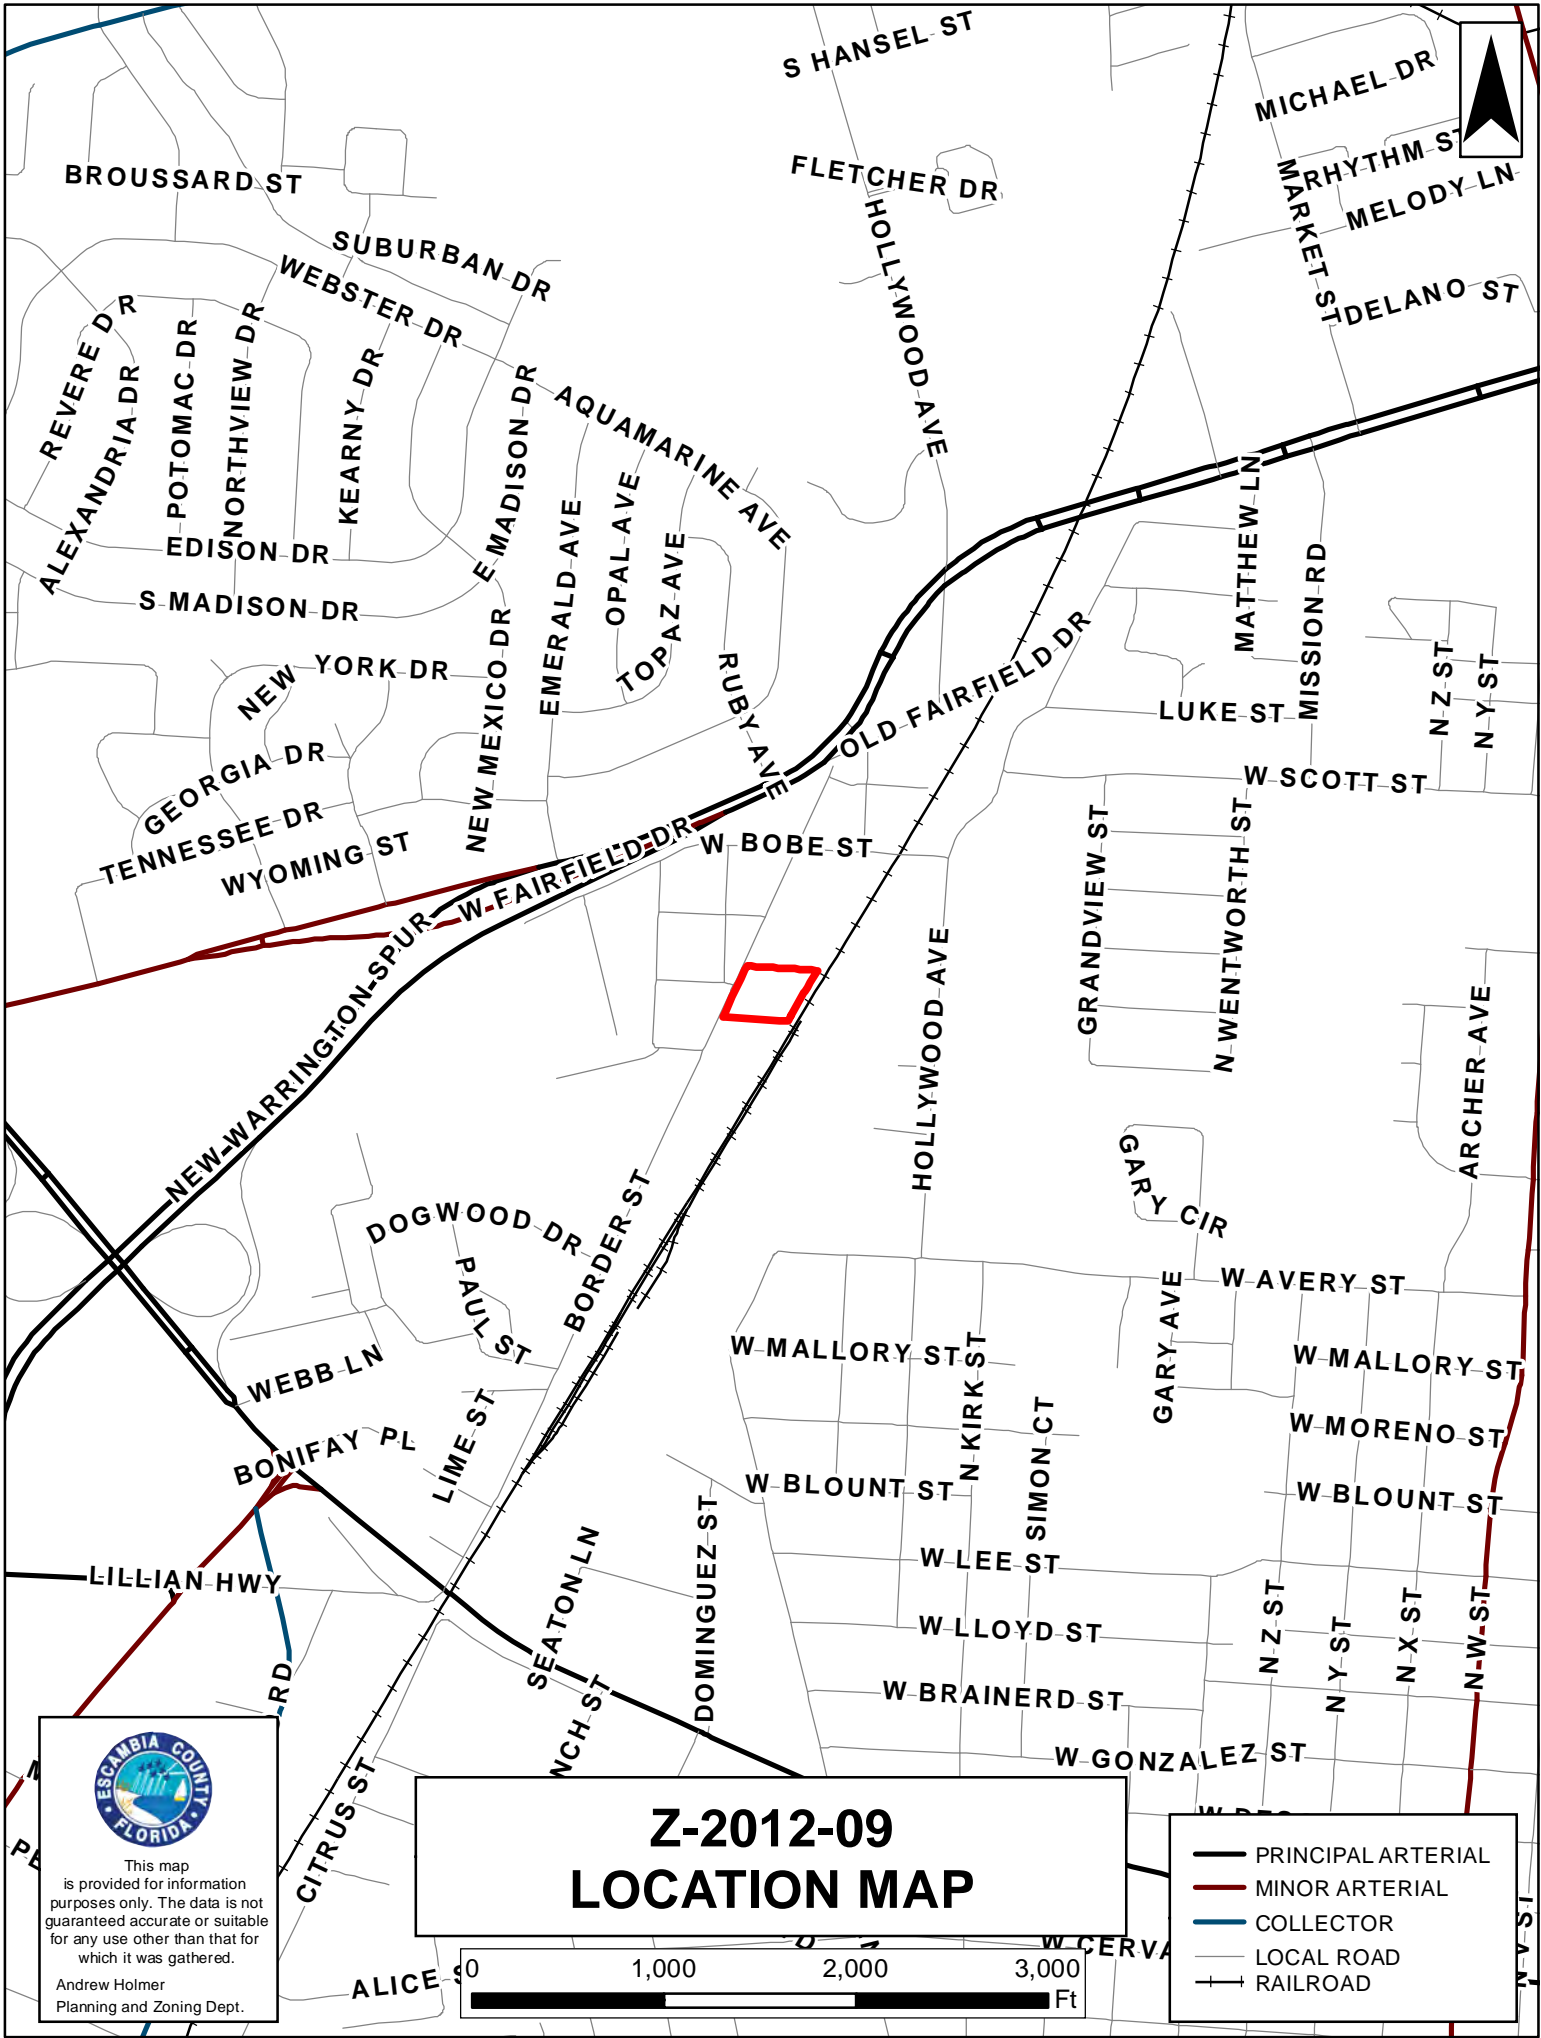 S HANSEL ST
MICHAEL DR
RHYTHM ST
MELODY LN
BROUSSARD ST
FLETCHER DR
MARKET ST
HOLLYWOOD AVE
SUBURBAN DR
WEBSTER DR
DELANO ST
REVERE DR
ALEXANDRIA DR
POTOMAC DR
NORTHVIEW DR
KEARNY DR
E MADISON DR
AQUAMARINE AVE
EDISON DR
S MADISON DR
EMERALD AVE
OPAL AVE
TOPAZ AVE
MATTHEW LN
MISSION RD
NEW YORK DR
NEW MEXICO DR
RUBY AVE
OLD FAIRFIELD DR
LUKE ST
N Z ST
N Y ST
GEORGIA DR
TENNESSEE DR
WYOMING ST
W SCOTT ST
W FAIRFIELD DR
W BOBE ST
GRANDVIEW ST
N WENTWORTH ST
NEW WARRINGTON SPUR
HOLLYWOOD AVE
ARCHER AVE
GARY CIR
DOGWOOD DR
PAUL ST
BORDER ST
W AVERY ST
GARY AVE
WEBB LN
W MALLORY ST
W MALLORY ST
N KIRK ST
SIMON CT
BONIFAY PL
LIME ST
W MORENO ST
W BLOUNT ST
W BLOUNT ST
LILLIAN HWY
SEATON LN
DOMINGUEZ ST
W LEE ST
W LLOYD ST
N Z ST
N Y ST
N X ST
N W ST
W BRAINERD ST
W GONZALEZ ST
RD
NCH ST
CITRUS ST
ALICE S
W CERVA
ESCAMBIA COUNTY
FLORIDA
This map
is provided for information
purposes only. The data is not
guaranteed accurate or suitable
for any use other than that for
which it was gathered.
Andrew Holmer
Planning and Zoning Dept.
Z-2012-09
LOCATION MAP
0 1,000 2,000 3,000
Ft
PRINCIPAL ARTERIAL
MINOR ARTERIAL
COLLECTOR
LOCAL ROAD
RAILROAD